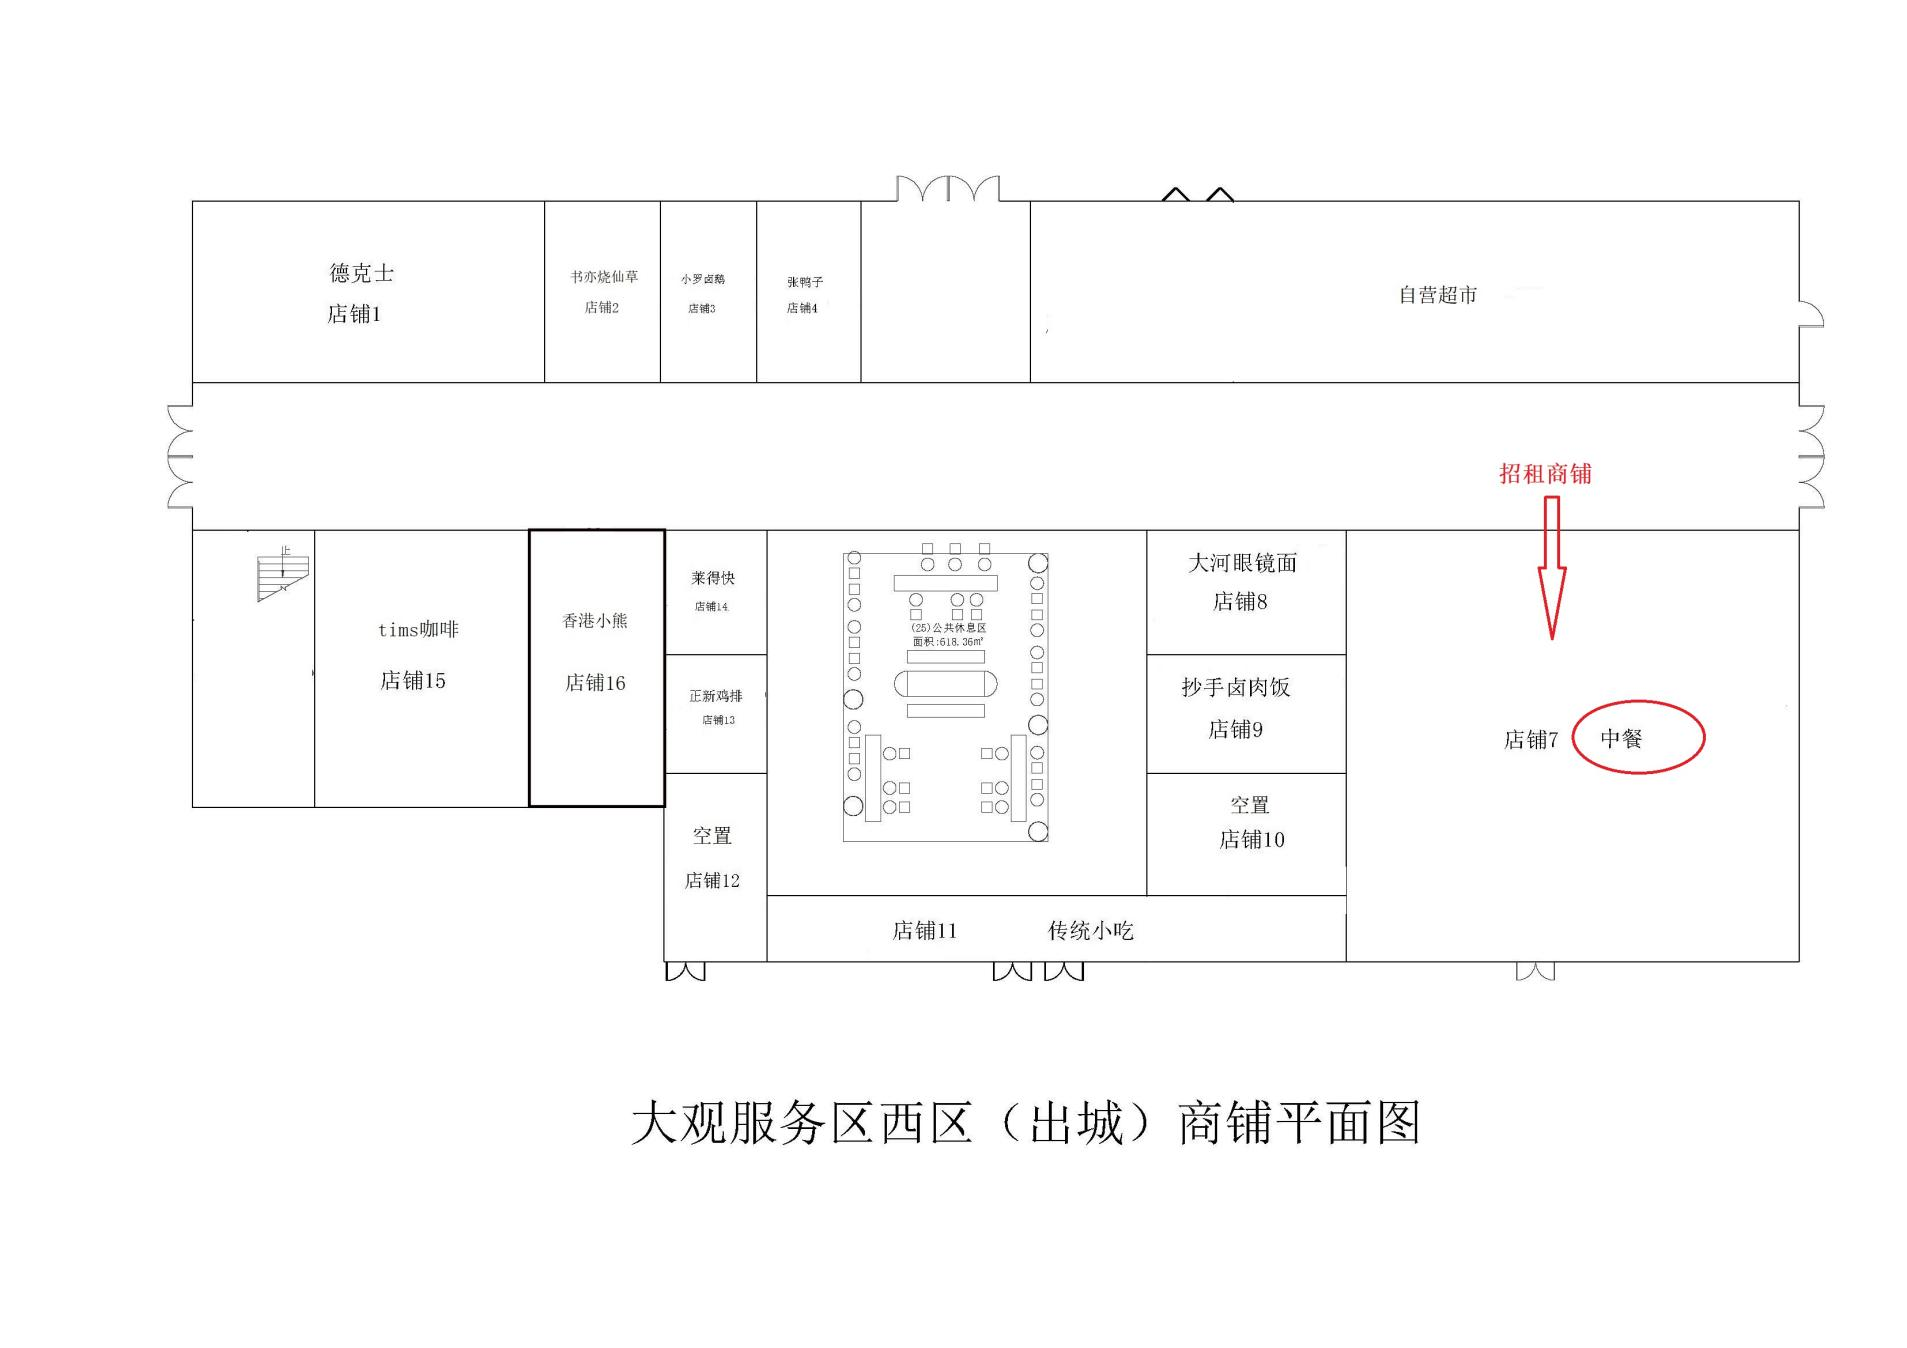 德克士
店铺1
书亦烧仙草
店铺2
小罗卤鹅
店铺3
张鸭子
店铺4
自营超市
招租商铺
止
tims咖啡
店铺15
香港小熊
店铺16
莱得快
店铺14
正新鸡排
店铺13
空置
店铺12
(25)公共休息区
面积:618.36㎡
大河眼镜面
店铺8
抄手卤肉饭
店铺9
空置
店铺10
店铺11 传统小吃
店铺7 中餐
大观服务区西区（出城）商铺平面图